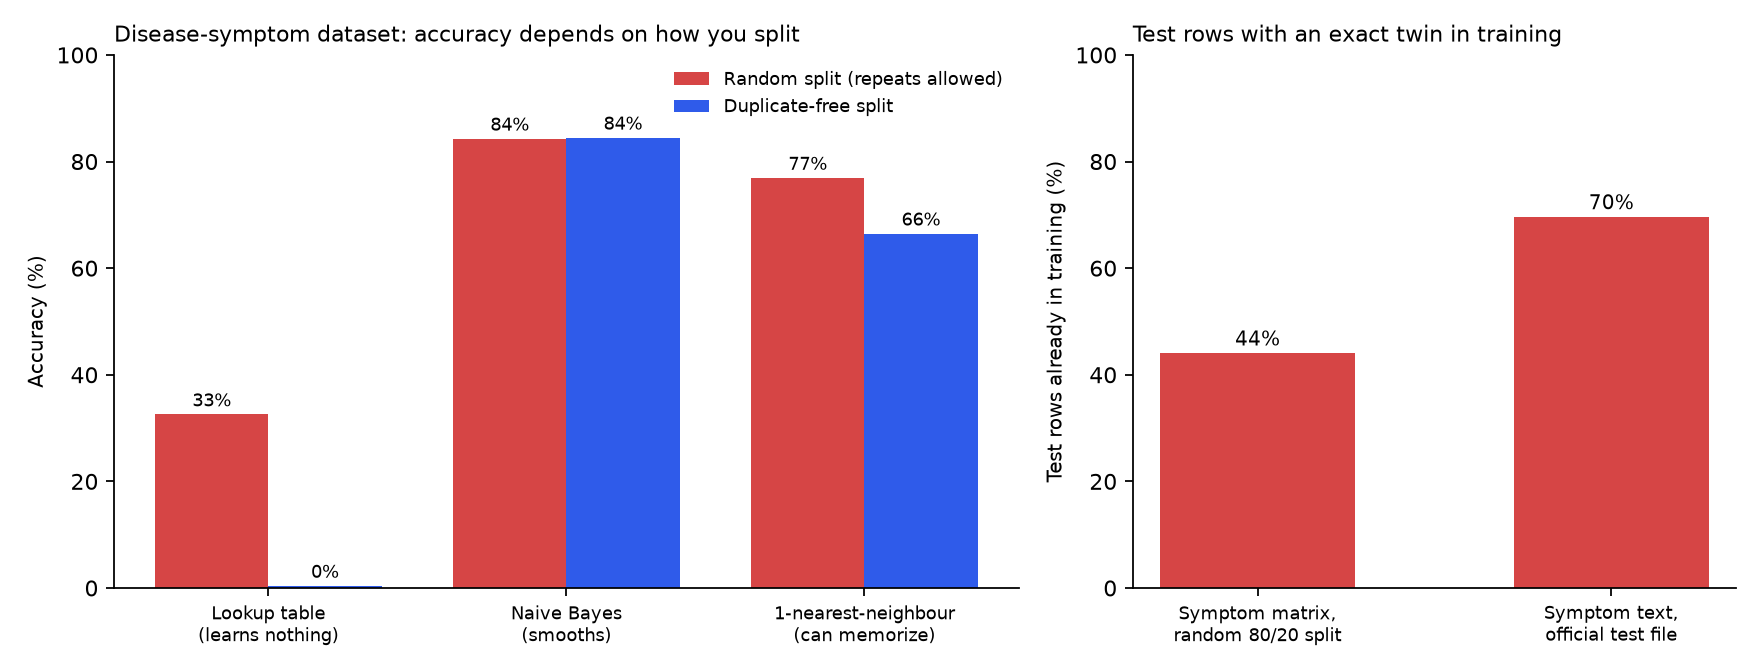 Disease-symptom dataset: accuracy depends on how you split
Random split (repeats allowed)
Duplicate-free split
Accuracy (%)
100
80
60
40
20
0
33%
0%
84%
84%
77%
66%
Lookup table
(learns nothing)
Naive Bayes
(smooths)
1-nearest-neighbour
(can memorize)
Test rows with an exact twin in training
Test rows already in training (%)
100
80
60
40
20
0
44%
70%
Symptom matrix,
random 80/20 split
Symptom text,
official test file